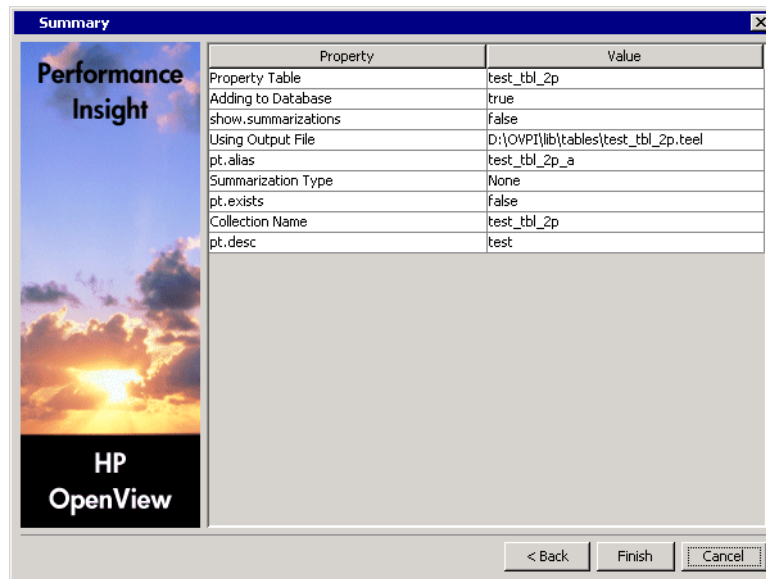 Summary
Performance
Insight
HP
OpenView
Property Value
Property Table test_tbl_2p
Adding to Database true
show.summarizations false
Using Output File D:\OVPI\lib\tables\test_tbl_2p.teel
pt.alias test_tbl_2p_a
Summarization Type None
pt.exists false
Collection Name test_tbl_2p
pt.desc test
< Back Finish Cancel